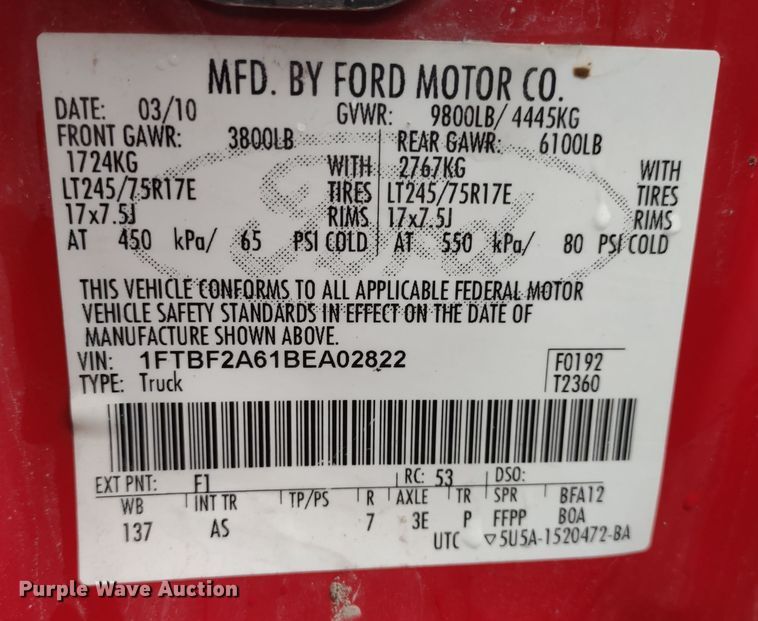 MFD. BY FORD MOTOR CO.
DATE: 03/10 GVWR: 9800LB/ 4445KG
FRONT GAWR: 3800LB REAR GAWR: 6100LB
1724KG WITH 2767KG WITH
LT245/75R17E TIRES LT245/75R17E TIRES
17x7.5J RIMS 17x7.5J RIMS
AT 450 kPa/ 65 PSI COLD AT 550 kPa/ 80 PSI COLD
THIS VEHICLE CONFORMS TO ALL APPLICABLE FEDERAL MOTOR
VEHICLE SAFETY STANDARDS IN EFFECT ON THE DATE OF
MANUFACTURE SHOWN ABOVE.
VIN: 1FTBF2A61BEA02822 F0192
TYPE: Truck T2360
EXT PNT: F1 RC: 53 DSO:
WB INT TR TP/PS R AXLE TR SPR BFA12
137 AS 7 3E P FFPP BOA
UTC ▽5U5A-1520472-BA
Purple Wave Auction